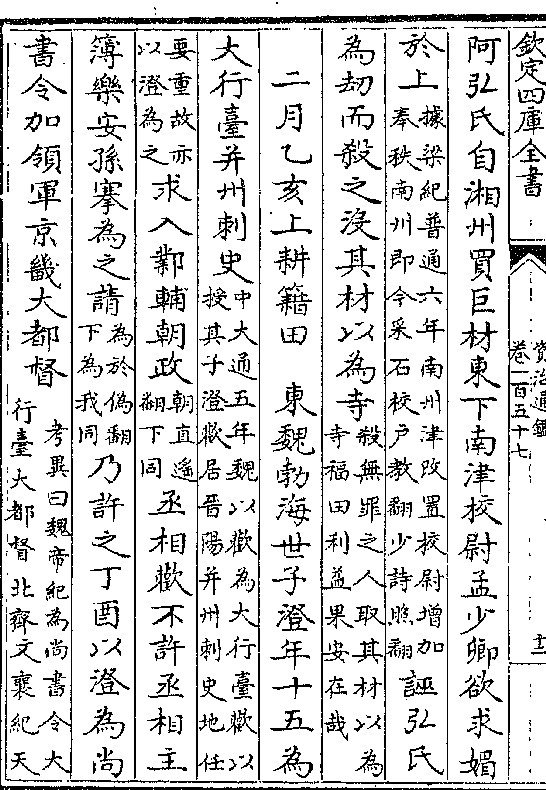 欽定四庫全書
資治通鑑
卷一百五十七
十二
阿弘氏自湘州買巨材東下南津校尉孟少卿欲求媚
於上據梁紀普通六年南州津改置校尉增加
奉秩南州即今采石校戶教翻少詩照翻誣弘氏
為劫而殺之没其材以為寺殺無罪之人取其材以為
寺福田利益果安在哉
二月乙亥上耕籍田　東魏勃海世子澄年十五為
大行臺并州刺史中大通五年魏以歡為大行臺歡以
授其子澄歡居晉陽并州刺史地任
要重故亦
以澄為之求入鄴輔朝政朝直遙
翻下同丞相歡不許丞相主
簿樂安孫搴為之請為於偽翻
下為我同乃許之丁酉以澄為尚
書令加領軍京畿大都督考異曰魏帝紀為尚書令大
行臺大都督北齊文襄紀天